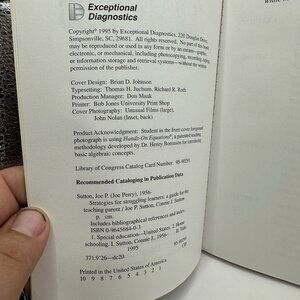 Exceptional
Diagnostics
Copyright© 1995 by Exceptional Diagnostics, 220 Douglas Drive,
Simpsonville, SC, 29681. All rights reserved. No part of this book
may be reproduced or used in any form or by an means—graphic,
electronic, or mechanical, including photocopying, recording, taping,
or information storage and retrieval systems—without the written
permission of the publisher.
Cover Design: Brian D. Johnson
Typesetting: Thomas H. Juchum, Richard R. Roth
Production Manager: Don Mauk
Printer: Bob Jones University Print Shop
Cover Photography: Unusual Films (large),
John Nolan (Inset, back)
Product Acknowledgment: Student in the front cover foreground
photograph is using Hands-On Equations®, a patented teaching
methodology developed by Dr. Henry Borenson for introducing
basic algebraic concepts.
Library of Congress Catalog Card Number: 95 90291
Recommended Cataloging in Publication Data
Sutton, Joe P. (Joe Perry), 1956-
Strategies for struggling learners: a guide for the
teaching parent / Joe P. Sutton, Connie J. Sutton
p. cm.
Includes bibliographical references and index.
ISBN 0-9645684-0-3
1. Special education—United States. 2. Home
schooling. I. Sutton, Connie J., 1956- II. Title
1995
371.9'26-dc20
Printed in the United States of America
10 9 8 7 6 5 4 3 2 1